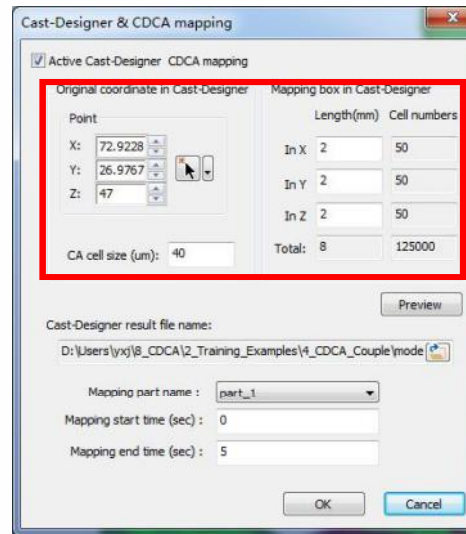 Cast-Designer & CDCA mapping
Active Cast-Designer CDCA mapping
Original coordinate in Cast-Designer
Point
X: 72.9228
Y: 26.9767
Z: 47
CA cell size (um): 40
Mapping box in Cast-Designer
Length(mm) Cell numbers
In X 2 50
In Y 2 50
In Z 2 50
Total: 8 125000
Preview
Cast-Designer result file name:
D:\Users\yxj\8_CDCA\2_Training_Examples\4_CDCA_Couple\mode
Mapping part name : part_1
Mapping start time (sec) : 0
Mapping end time (sec) : 5
OK Cancel